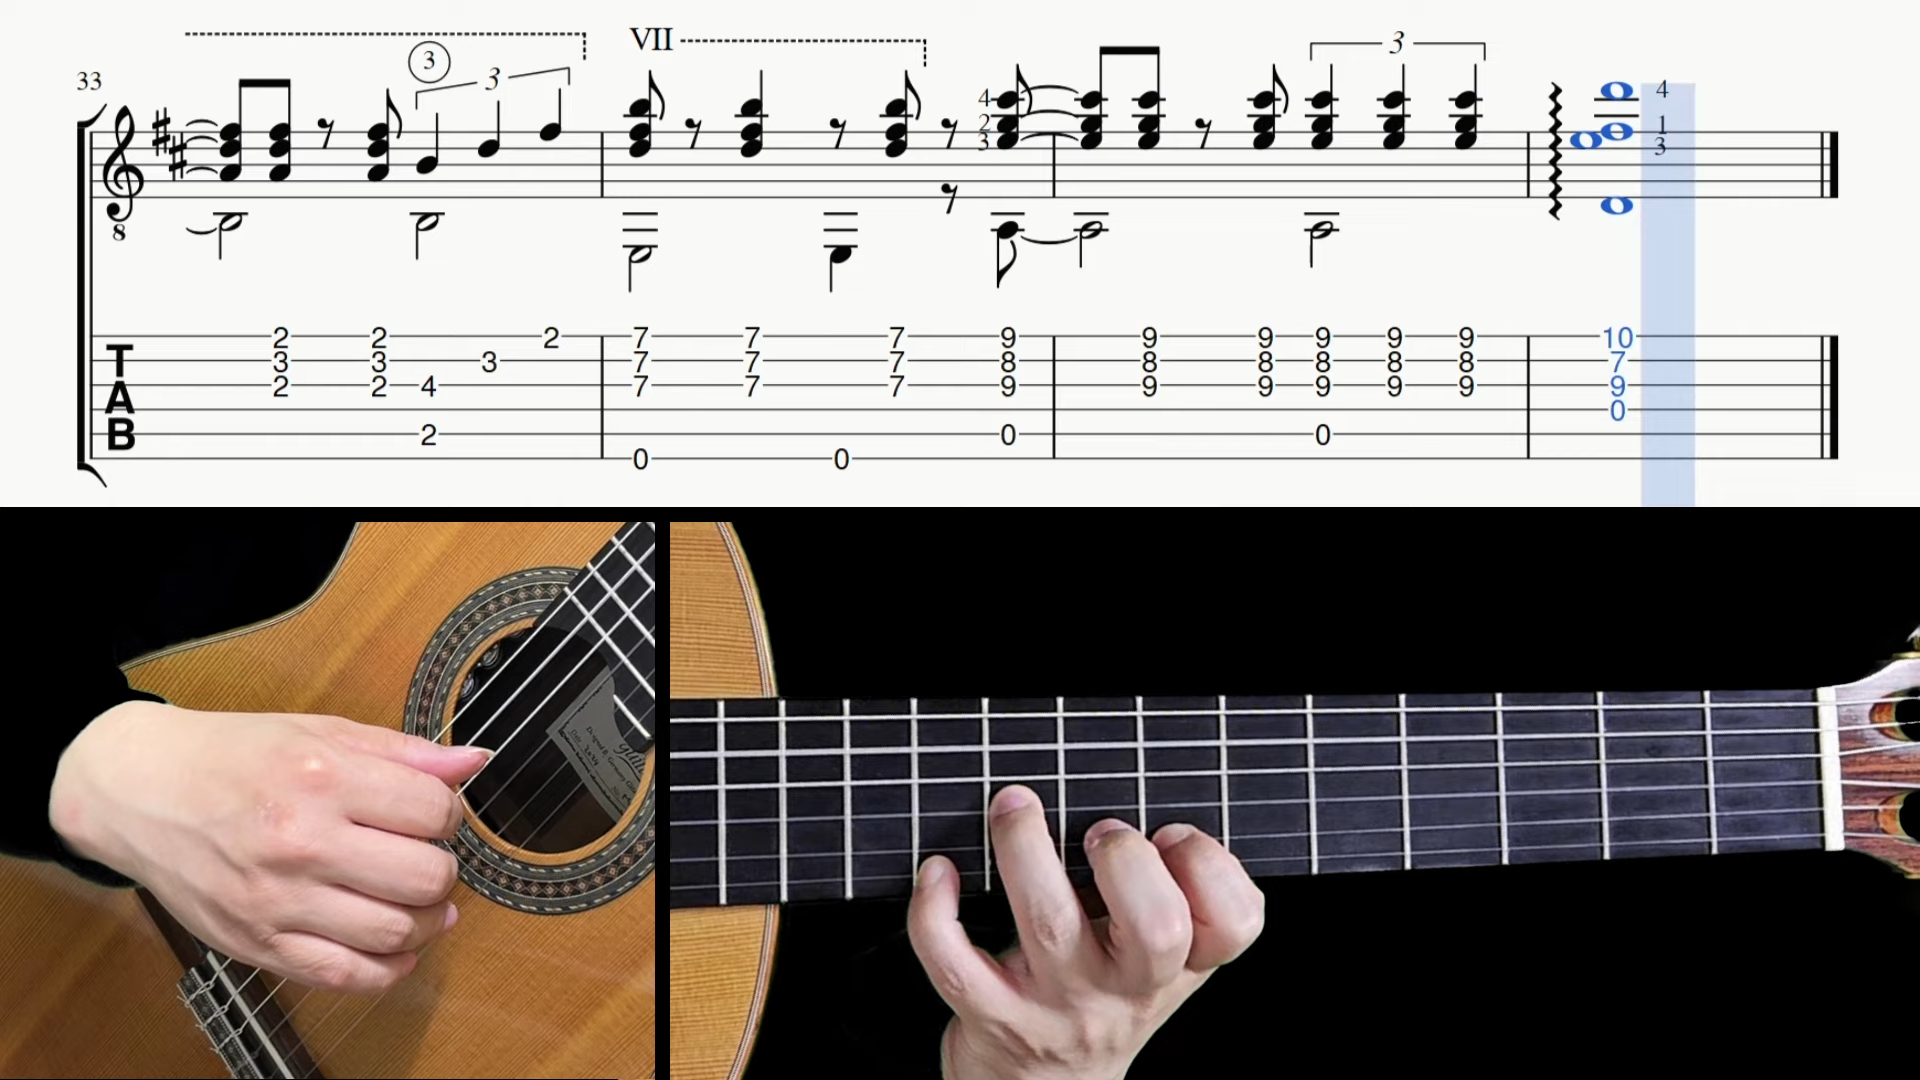 33
3
3
VII
3
4
2
3
4
1
3
8
T
A
B
2 2 2 7 7 7 9 9 9 9 9 9 10
3 3 3 7 7 7 8 8 8 8 8 8 7
2 2 4 7 7 7 9 9 9 9 9 9 9
0
2 0 0
0 0